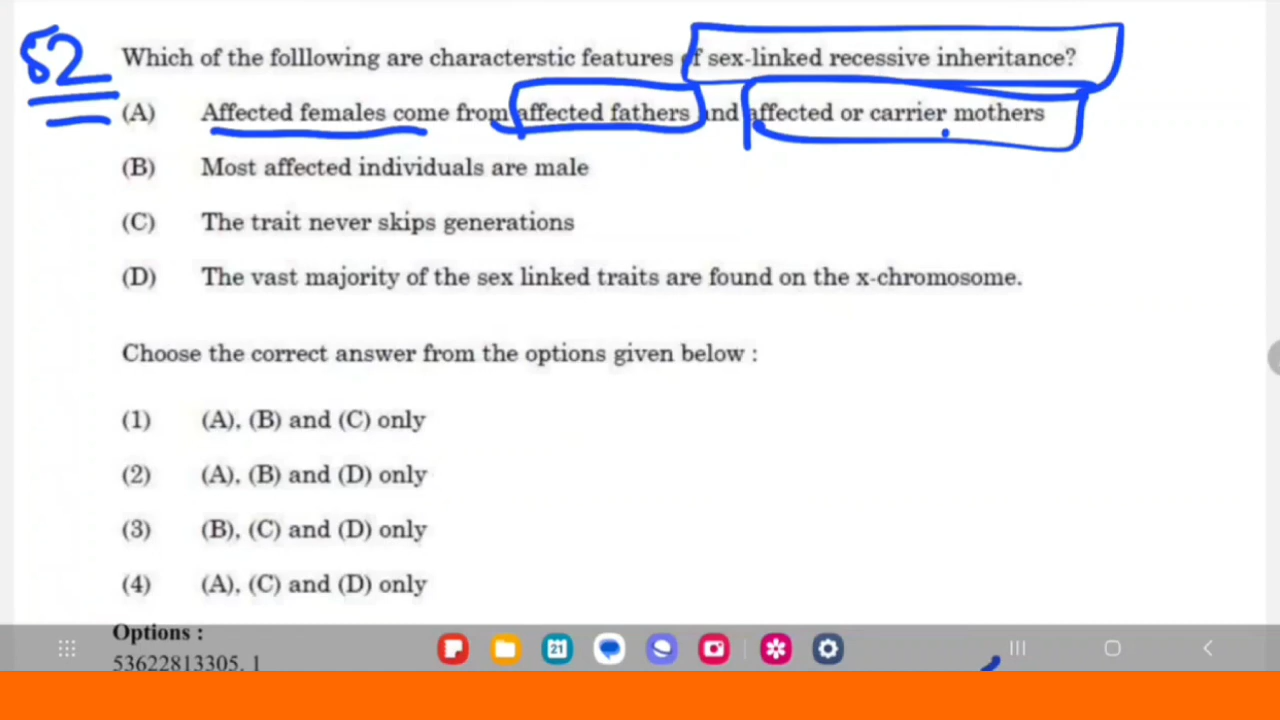 52
Which of the folllowing are characterstic features of sex-linked recessive inheritance?
(A) Affected females come from affected fathers and affected or carrier mothers
(B) Most affected individuals are male
(C) The trait never skips generations
(D) The vast majority of the sex linked traits are found on the x-chromosome.
Choose the correct answer from the options given below :
(1) (A), (B) and (C) only
(2) (A), (B) and (D) only
(3) (B), (C) and (D) only
(4) (A), (C) and (D) only
Options :
53622813305. 1
21